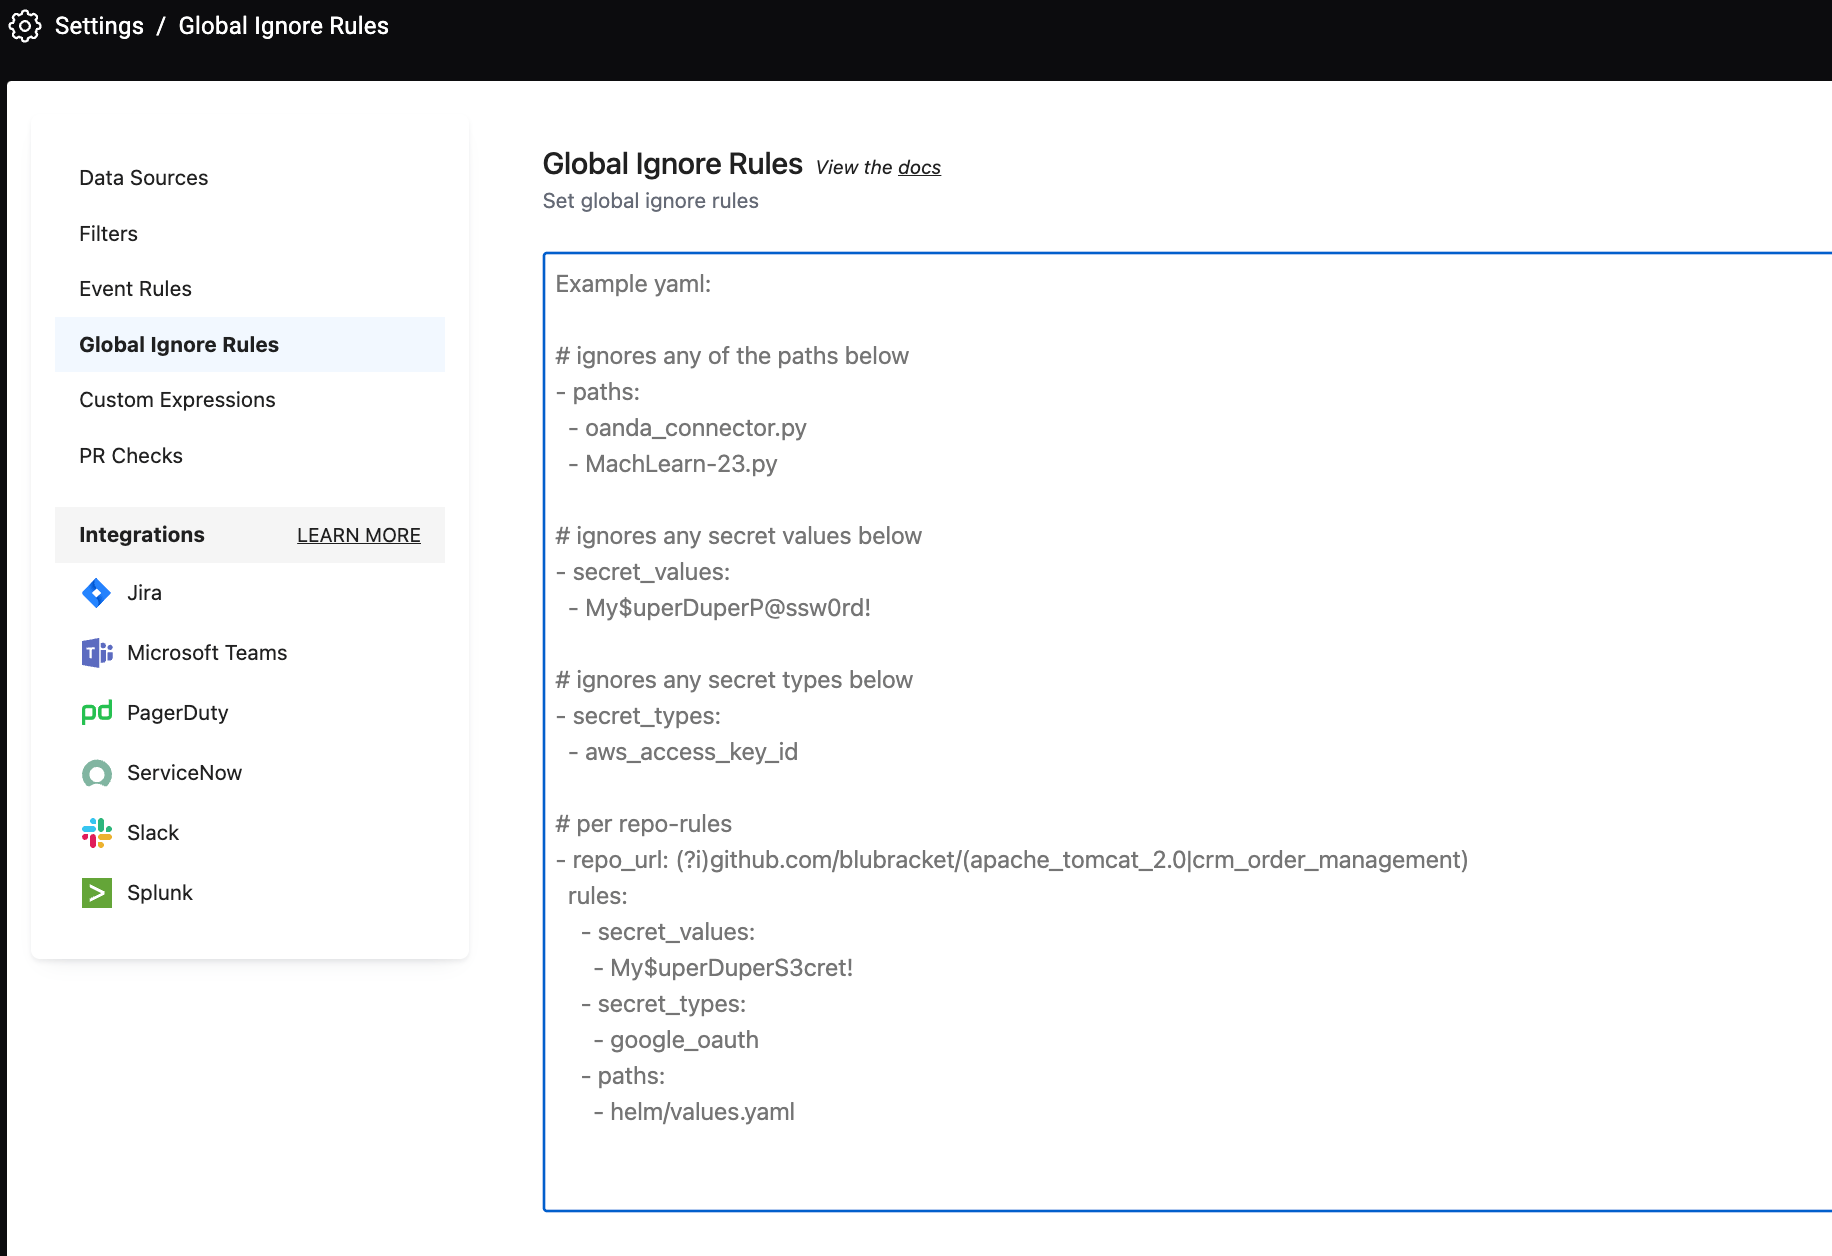 Settings / Global Ignore Rules
Data Sources
Filters
Event Rules
Global Ignore Rules
Custom Expressions
PR Checks
Integrations LEARN MORE
Jira
Microsoft Teams
PagerDuty
ServiceNow
Slack
Splunk
Global Ignore Rules View the docs
Set global ignore rules
Example yaml:
# ignores any of the paths below
- paths:
  - oanda_connector.py
  - MachLearn-23.py
# ignores any secret values below
- secret_values:
  - My$uperDuperP@ssw0rd!
# ignores any secret types below
- secret_types:
  - aws_access_key_id
# per repo-rules
- repo_url: (?i)github.com/blubracket/(apache_tomcat_2.0|crm_order_management)
  rules:
    - secret_values:
      - My$uperDuperS3cret!
    - secret_types:
      - google_oauth
    - paths:
      - helm/values.yaml